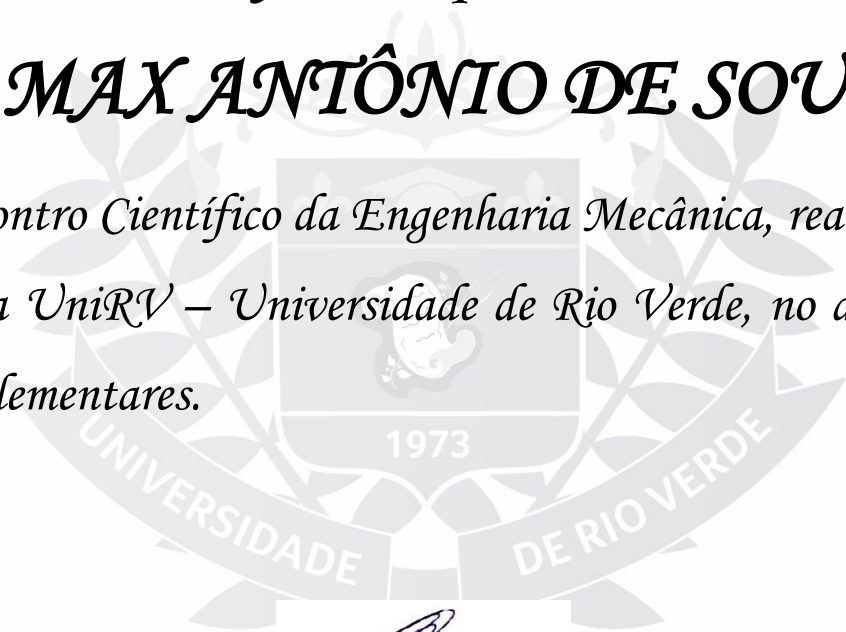 MAX ANTÔNIO DE SOU
ontro Científico da Engenharia Mecânica, rea
a UniRV – Universidade de Rio Verde, no d
lementares.
1973
UNIVERSIDADE DE RIO VERDE